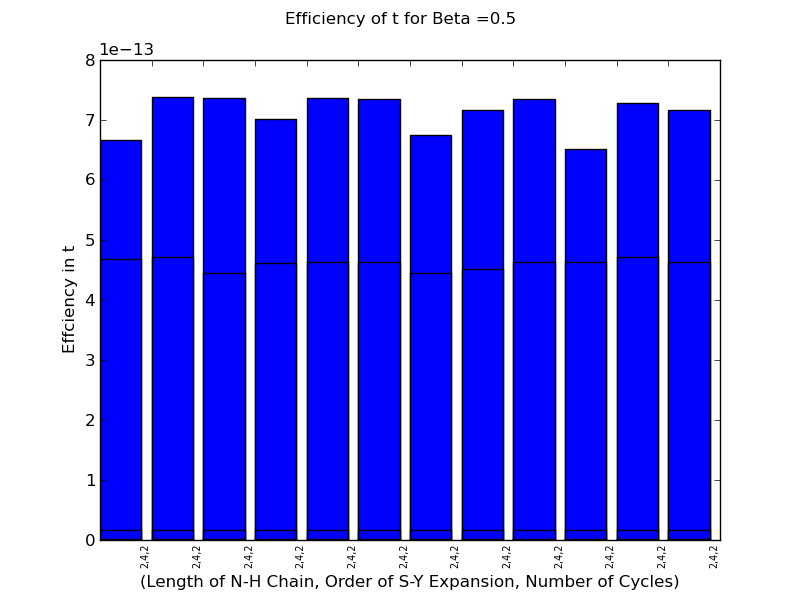 Efficiency of t for Beta =0.5
1e−13
8
7
6
5
4
3
2
1
0
Effciency in t
2,4,2 2,4,2 2,4,2 2,4,2 2,4,2 2,4,2 2,4,2 2,4,2 2,4,2 2,4,2 2,4,2 2,4,2
(Length of N-H Chain, Order of S-Y Expansion, Number of Cycles)